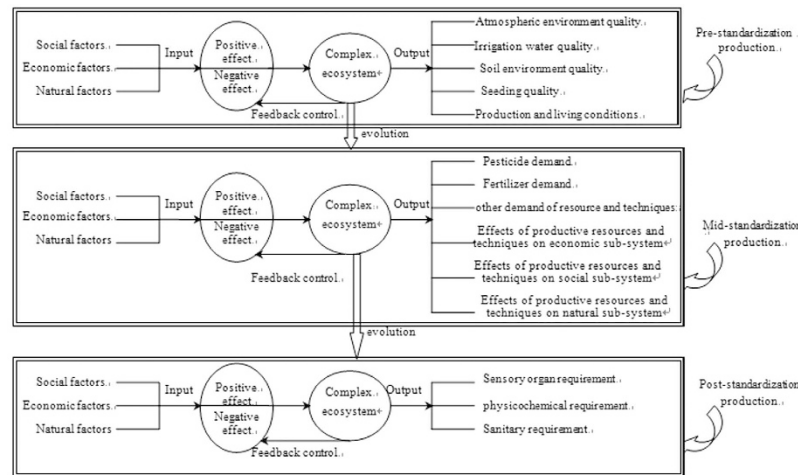 Atmospheric environment quality
Social factors
Positive effect
Complex ecosystem
Irrigation water quality
Input
Output
Economic factors
Soil environment quality
Negative effect
Natural factors
Seeding quality
Feedback control
Production and living conditions
Pre-standardization production
evolution
Pesticide demand
Social factors
Positive effect
Complex ecosystem
Fertilizer demand
Input
Output
Economic factors
other demand of resource and techniques
Negative effect
Natural factors
Effects of productive resources and
techniques on economic sub-system
Feedback control
Effects of productive resources and
techniques on social sub-system
Effects of productive resources and
techniques on natural sub-system
Mid-standardization production
evolution
Social factors
Positive effect
Complex ecosystem
Sensory organ requirement
Input
Output
Economic factors
physicochemical requirement
Negative effect
Natural factors
Sanitary requirement
Feedback control
Post-standardization production